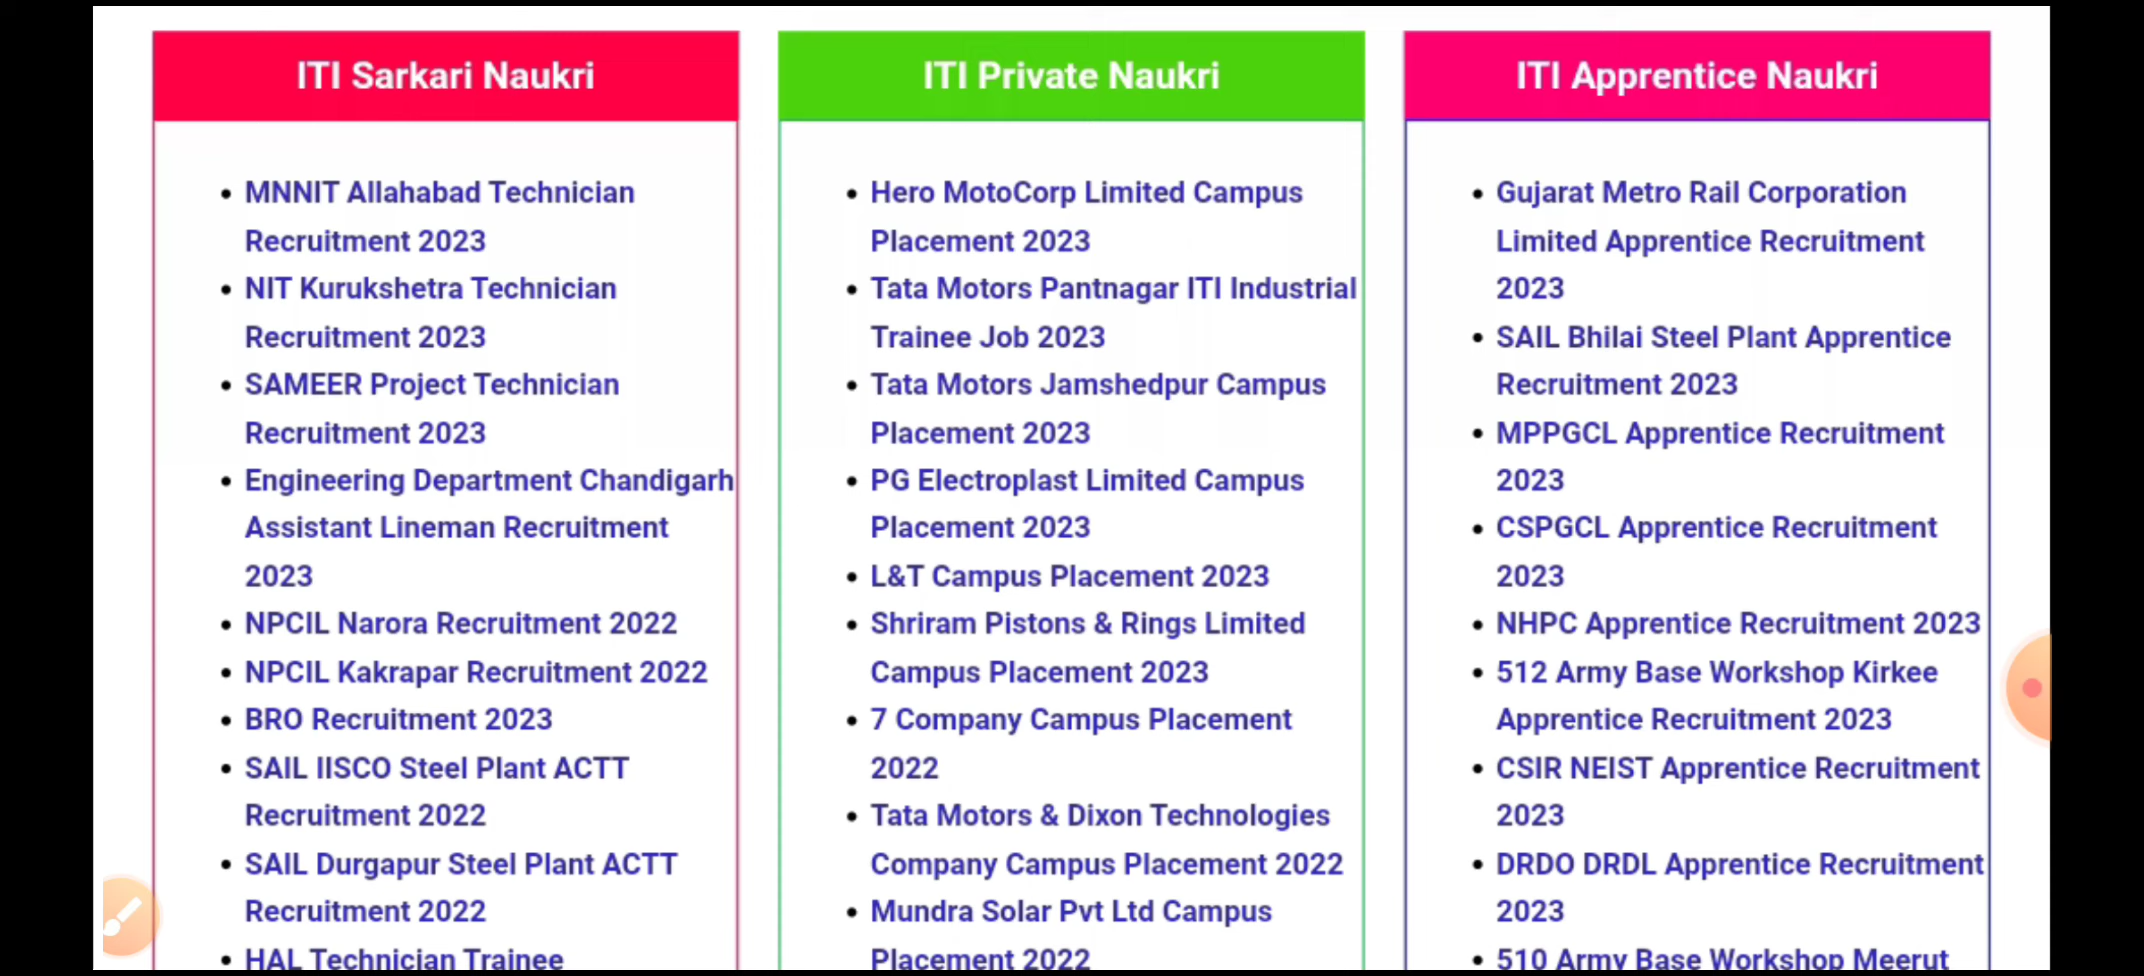 ITI Sarkari Naukri
MNNIT Allahabad Technician
Recruitment 2023
NIT Kurukshetra Technician
Recruitment 2023
SAMEER Project Technician
Recruitment 2023
Engineering Department Chandigarh
Assistant Lineman Recruitment
2023
NPCIL Narora Recruitment 2022
NPCIL Kakrapar Recruitment 2022
BRO Recruitment 2023
SAIL IISCO Steel Plant ACTT
Recruitment 2022
SAIL Durgapur Steel Plant ACTT
Recruitment 2022
HAL Technician Trainee
ITI Private Naukri
Hero MotoCorp Limited Campus
Placement 2023
Tata Motors Pantnagar ITI Industrial
Trainee Job 2023
Tata Motors Jamshedpur Campus
Placement 2023
PG Electroplast Limited Campus
Placement 2023
L&T Campus Placement 2023
Shriram Pistons & Rings Limited
Campus Placement 2023
7 Company Campus Placement
2022
Tata Motors & Dixon Technologies
Company Campus Placement 2022
Mundra Solar Pvt Ltd Campus
Placement 2022
ITI Apprentice Naukri
Gujarat Metro Rail Corporation
Limited Apprentice Recruitment
2023
SAIL Bhilai Steel Plant Apprentice
Recruitment 2023
MPPGCL Apprentice Recruitment
2023
CSPGCL Apprentice Recruitment
2023
NHPC Apprentice Recruitment 2023
512 Army Base Workshop Kirkee
Apprentice Recruitment 2023
CSIR NEIST Apprentice Recruitment
2023
DRDO DRDL Apprentice Recruitment
2023
510 Army Base Workshop Meerut